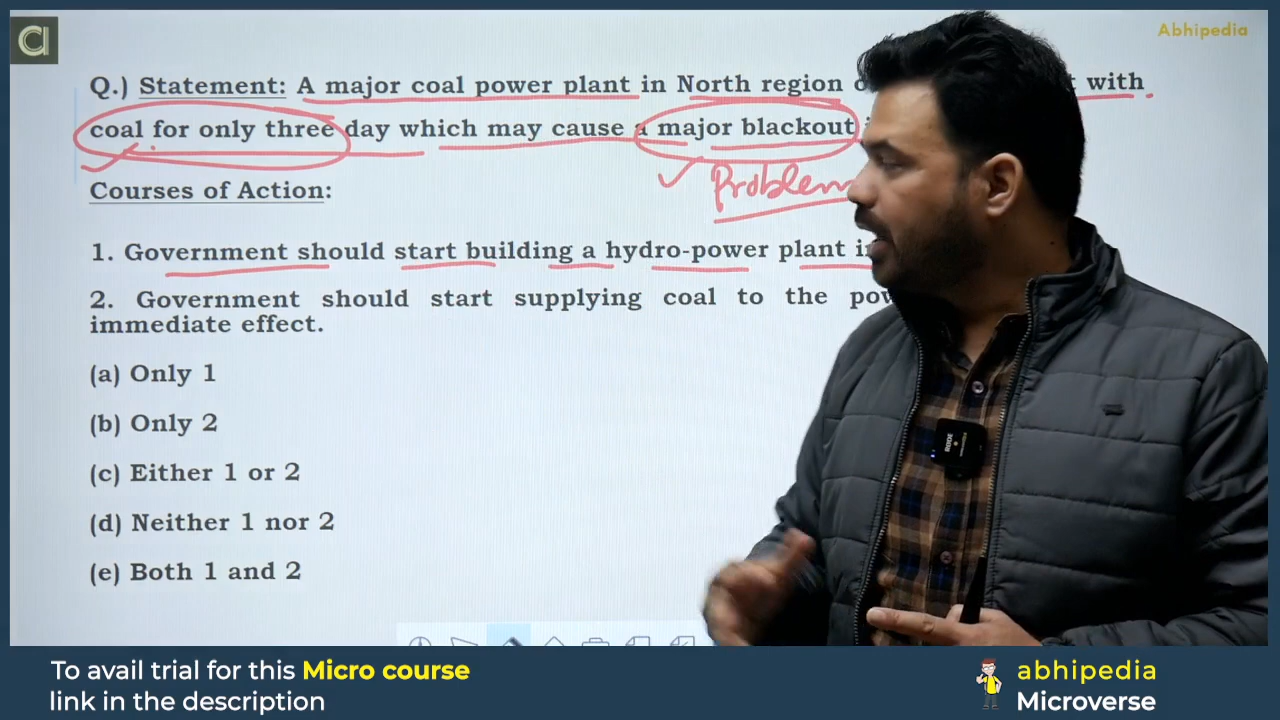 Abhipedia
Q.) Statement: A major coal power plant in North region with
coal for only three day which may cause a major blackout
Problem
Courses of Action:
1. Government should start building a hydro-power plant
2. Government should start supplying coal to the
immediate effect.
(a) Only 1
(b) Only 2
(c) Either 1 or 2
(d) Neither 1 nor 2
(e) Both 1 and 2
RODE
To avail trial for this Micro course
link in the description
abhipedia
Microverse